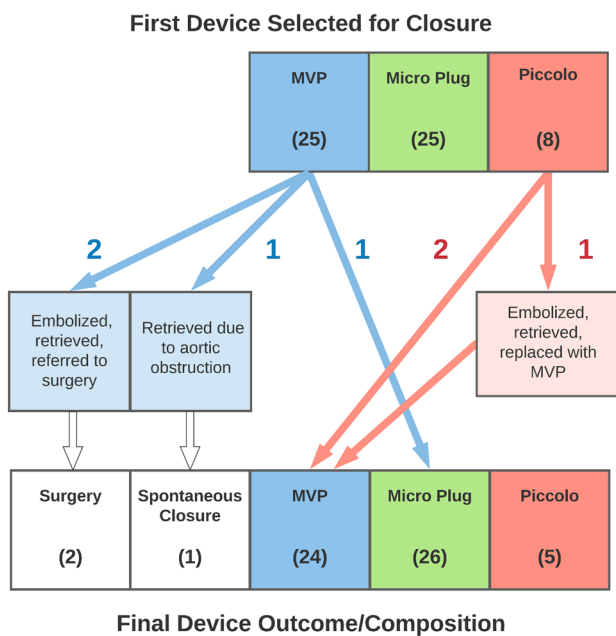 First Device Selected for Closure
MVP
Micro Plug
Piccolo
(25)
(25)
(8)
2
1
1
2
1
Embolized,
retrieved,
referred to
surgery
Retrieved due
to aortic
obstruction
Embolized,
retrieved,
replaced with
MVP
Surgery
(2)
Spontaneous
Closure
(1)
MVP
(24)
Micro Plug
(26)
Piccolo
(5)
Final Device Outcome/Composition